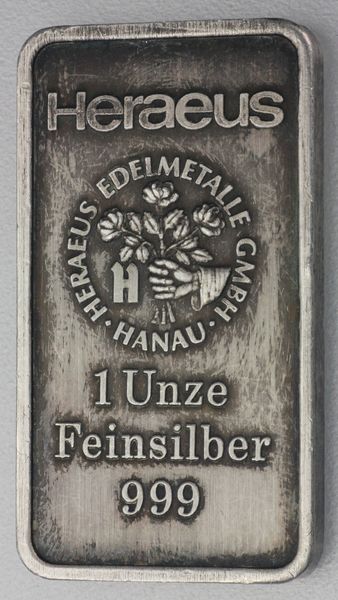 Heraeus
HERAEUS EDELMETALLE GMBH
· HANAU ·
H
1 Unze
Feinsilber
999